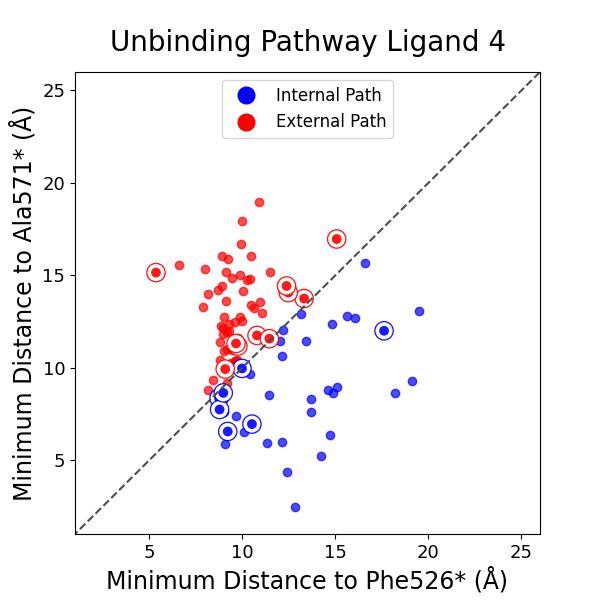 Unbinding Pathway Ligand 4
Internal Path
External Path
25
20
15
10
5
Minimum Distance to Ala571* (Å)
5 10 15 20 25
Minimum Distance to Phe526* (Å)